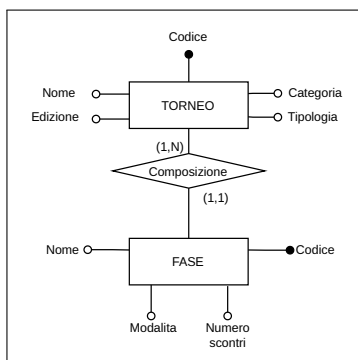 Codice
Nome
Categoria
TORNEO
Edizione
Tipologia
(1,N)
Composizione
(1,1)
Nome
Codice
FASE
Modalita
Numero
scontri